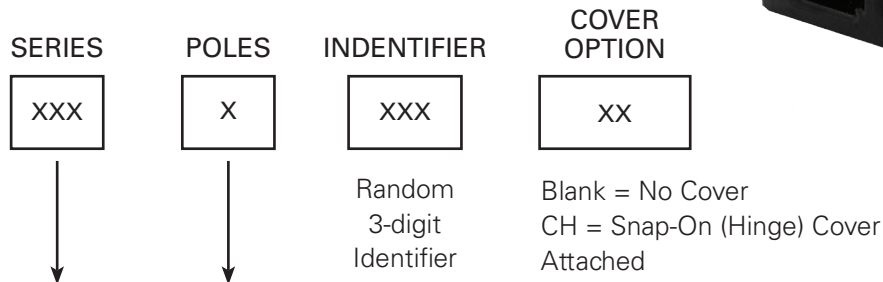 SERIES
POLES
INDENTIFIER
COVER
OPTION
XXX
X
XXX
XX
Random
3-digit
Identifier
Blank = No Cover
CH = Snap-On (Hinge) Cover
Attached